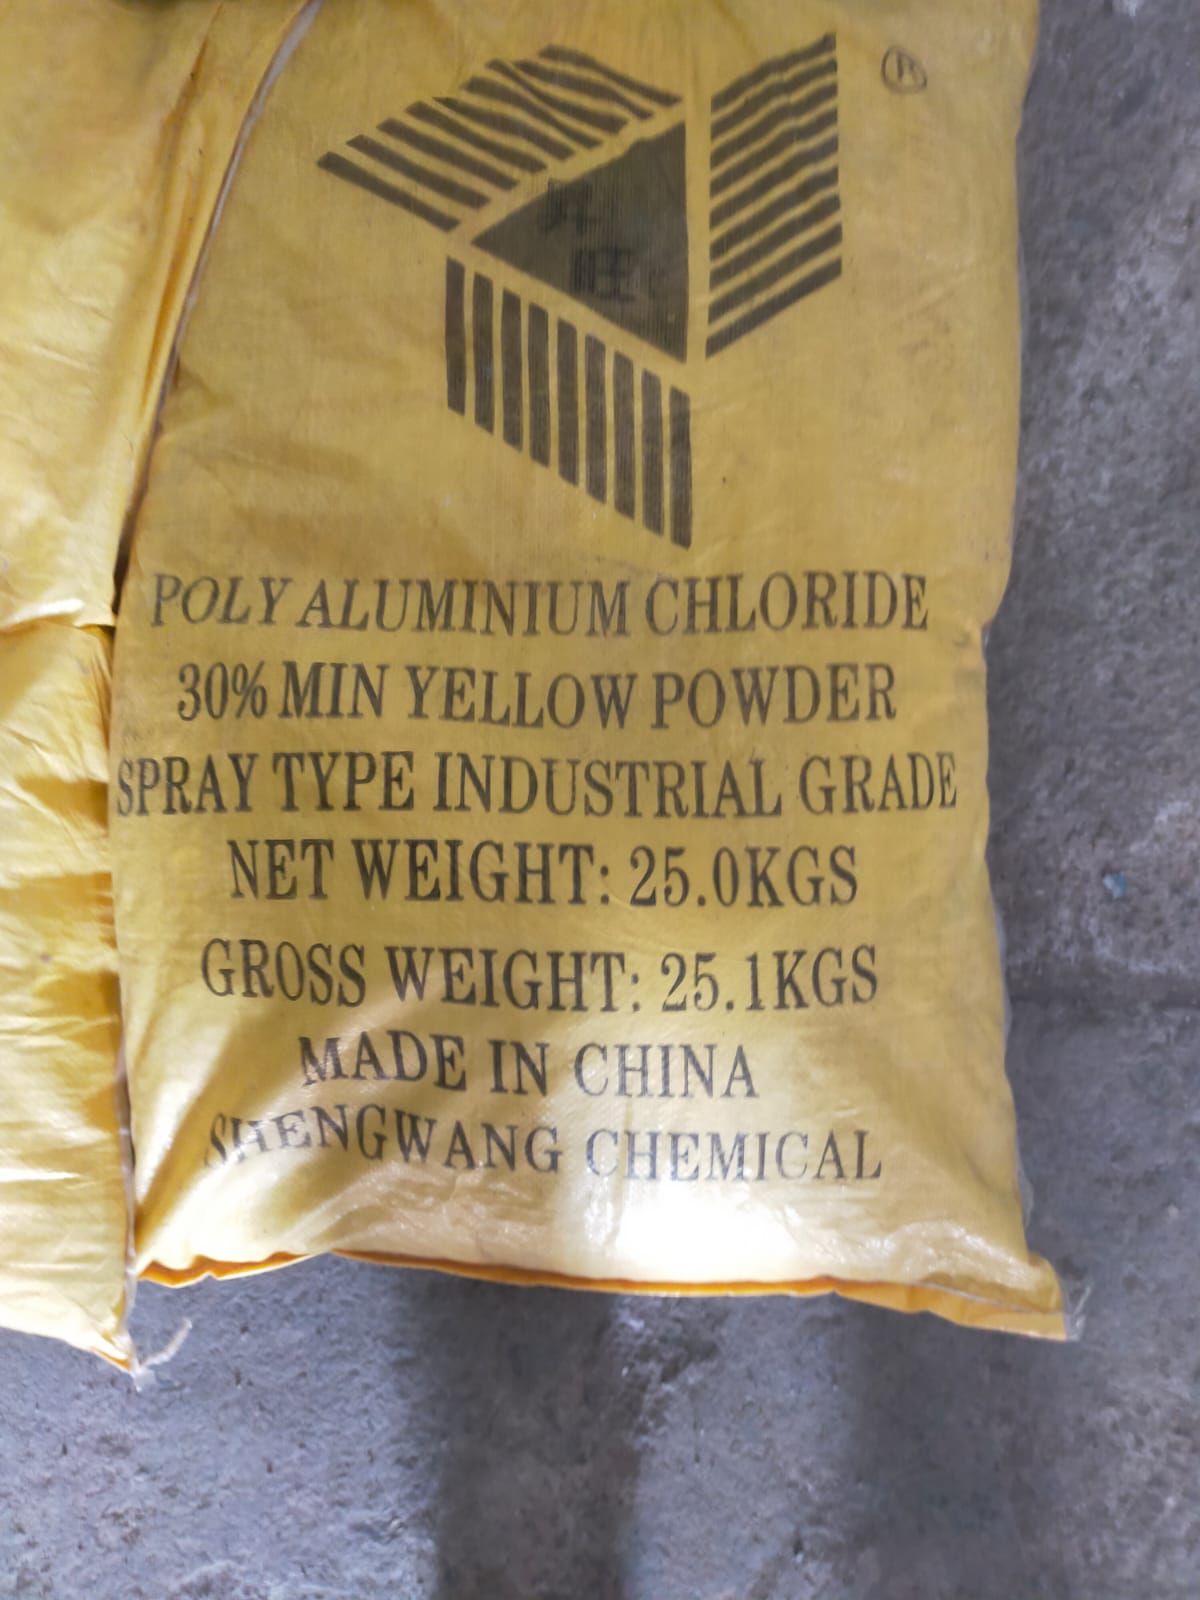 ®
POLY ALUMINIUM CHLORIDE
30% MIN YELLOW POWDER
SPRAY TYPE INDUSTRIAL GRADE
NET WEIGHT: 25.0KGS
GROSS WEIGHT: 25.1KGS
MADE IN CHINA
SHENGWANG CHEMICAL